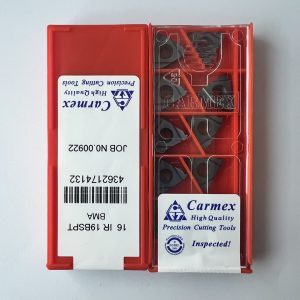 Carmex
High Quality
Precision Cutting Tools
JOB NO.00922
4362174132
BMA
16 IR 19BSPT
CARMEX
Carmex
High Quality
Precision Cutting Tools
Inspected!